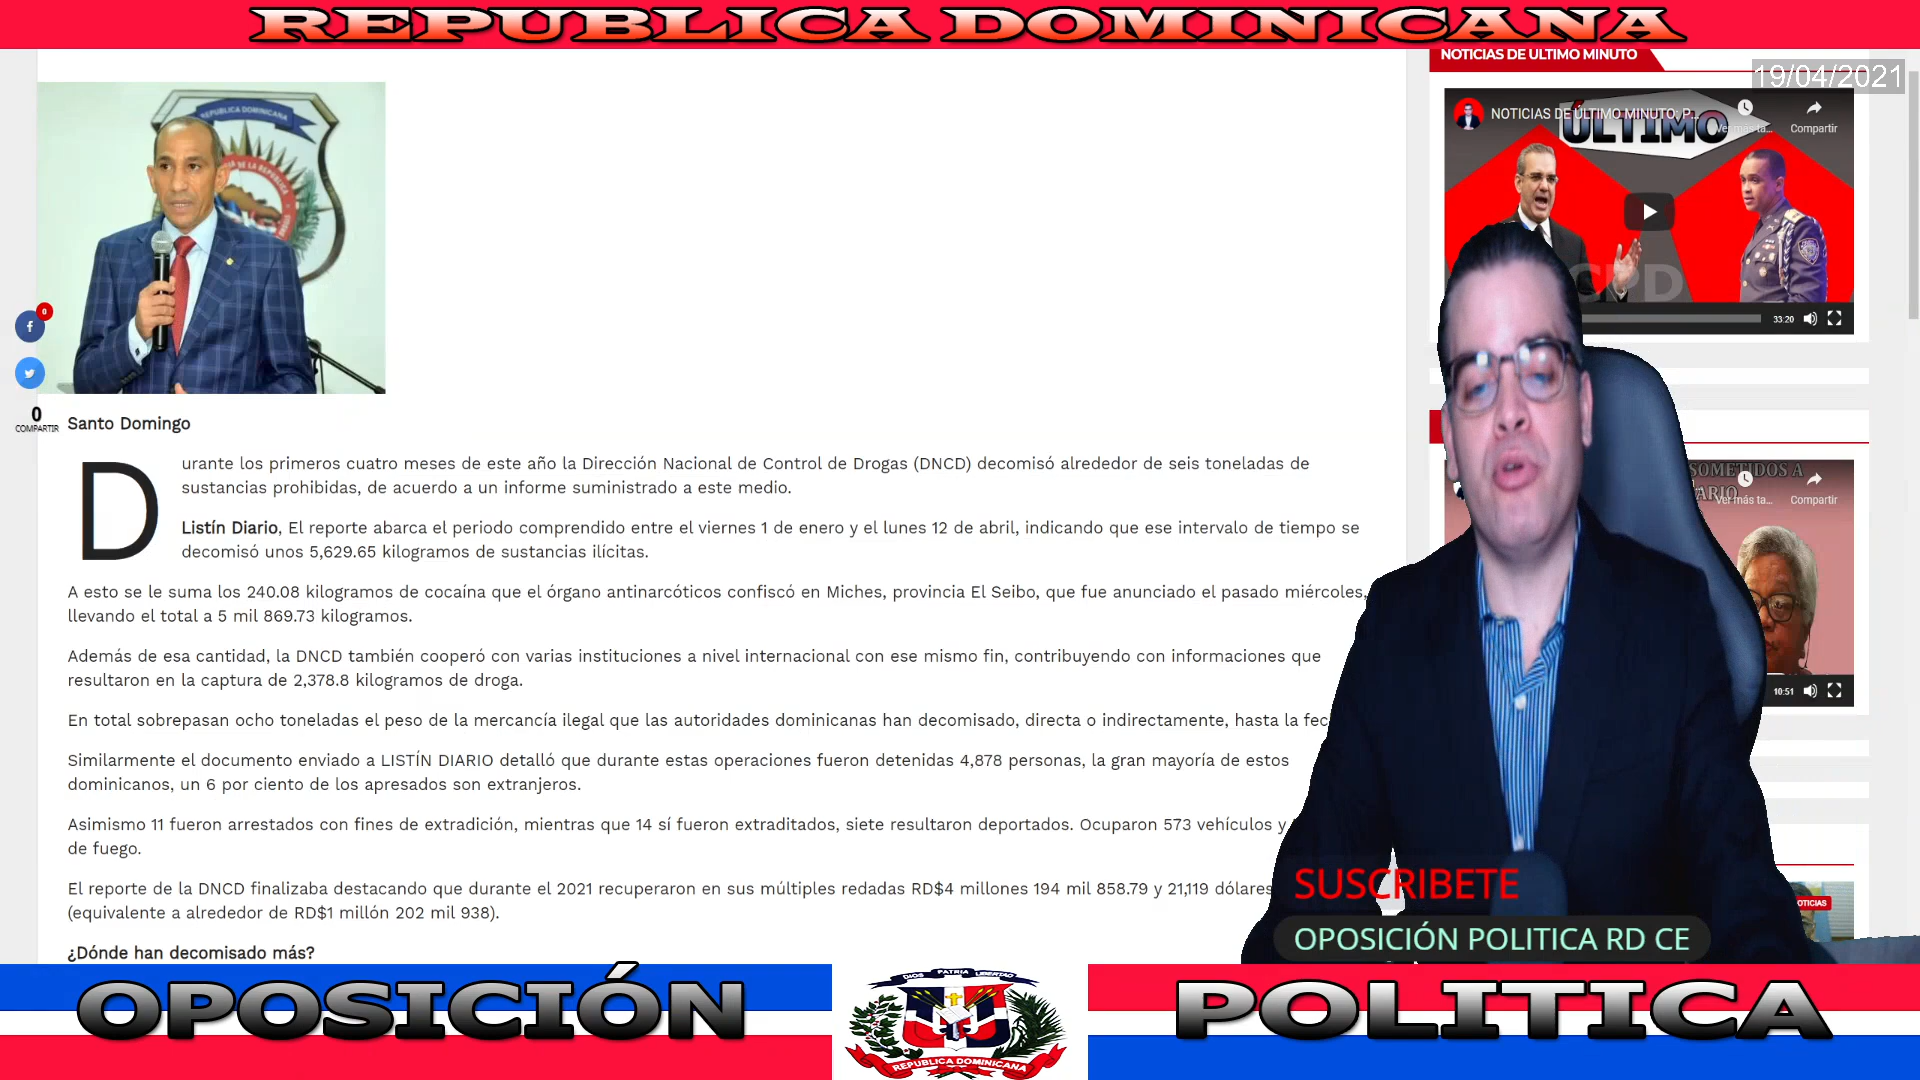 REPUBLICA DOMINICANA
NOTICIAS DE ULTIMO MINUTO
19/04/2021
REPUBLICA DOMINICANA
NOTICIAS DE ÚLTIMO MINUTO: P...
ÚLTIMO
Ver más ta...
Compartir
33:20
0
0
COMPARTIR
Santo Domingo
Durante los primeros cuatro meses de este año la Dirección Nacional de Control de Drogas (DNCD) decomisó alrededor de seis toneladas de
sustancias prohibidas, de acuerdo a un informe suministrado a este medio.
Listín Diario, El reporte abarca el periodo comprendido entre el viernes 1 de enero y el lunes 12 de abril, indicando que ese intervalo de tiempo se
decomisó unos 5,629.65 kilogramos de sustancias ilícitas.
A esto se le suma los 240.08 kilogramos de cocaína que el órgano antinarcóticos confiscó en Miches, provincia El Seibo, que fue anunciado el pasado miércoles,
llevando el total a 5 mil 869.73 kilogramos.
Además de esa cantidad, la DNCD también cooperó con varias instituciones a nivel internacional con ese mismo fin, contribuyendo con informaciones que
resultaron en la captura de 2,378.8 kilogramos de droga.
En total sobrepasan ocho toneladas el peso de la mercancía ilegal que las autoridades dominicanas han decomisado, directa o indirectamente, hasta la fec
Similarmente el documento enviado a LISTÍN DIARIO detalló que durante estas operaciones fueron detenidas 4,878 personas, la gran mayoría de estos
dominicanos, un 6 por ciento de los apresados son extranjeros.
Asimismo 11 fueron arrestados con fines de extradición, mientras que 14 sí fueron extraditados, siete resultaron deportados. Ocuparon 573 vehículos y
de fuego.
El reporte de la DNCD finalizaba destacando que durante el 2021 recuperaron en sus múltiples redadas RD$4 millones 194 mil 858.79 y 21,119 dólares
(equivalente a alrededor de RD$1 millón 202 mil 938).
¿Dónde han decomisado más?
SOMETIDOS A
Ver más ta...
Compartir
10:51
OTICIAS
SUSCRIBETE
OPOSICIÓN POLITICA RD CE
OPOSICIÓN
DIOS PATRIA LIBERTAD
REPUBLICA DOMINICANA
POLITICA